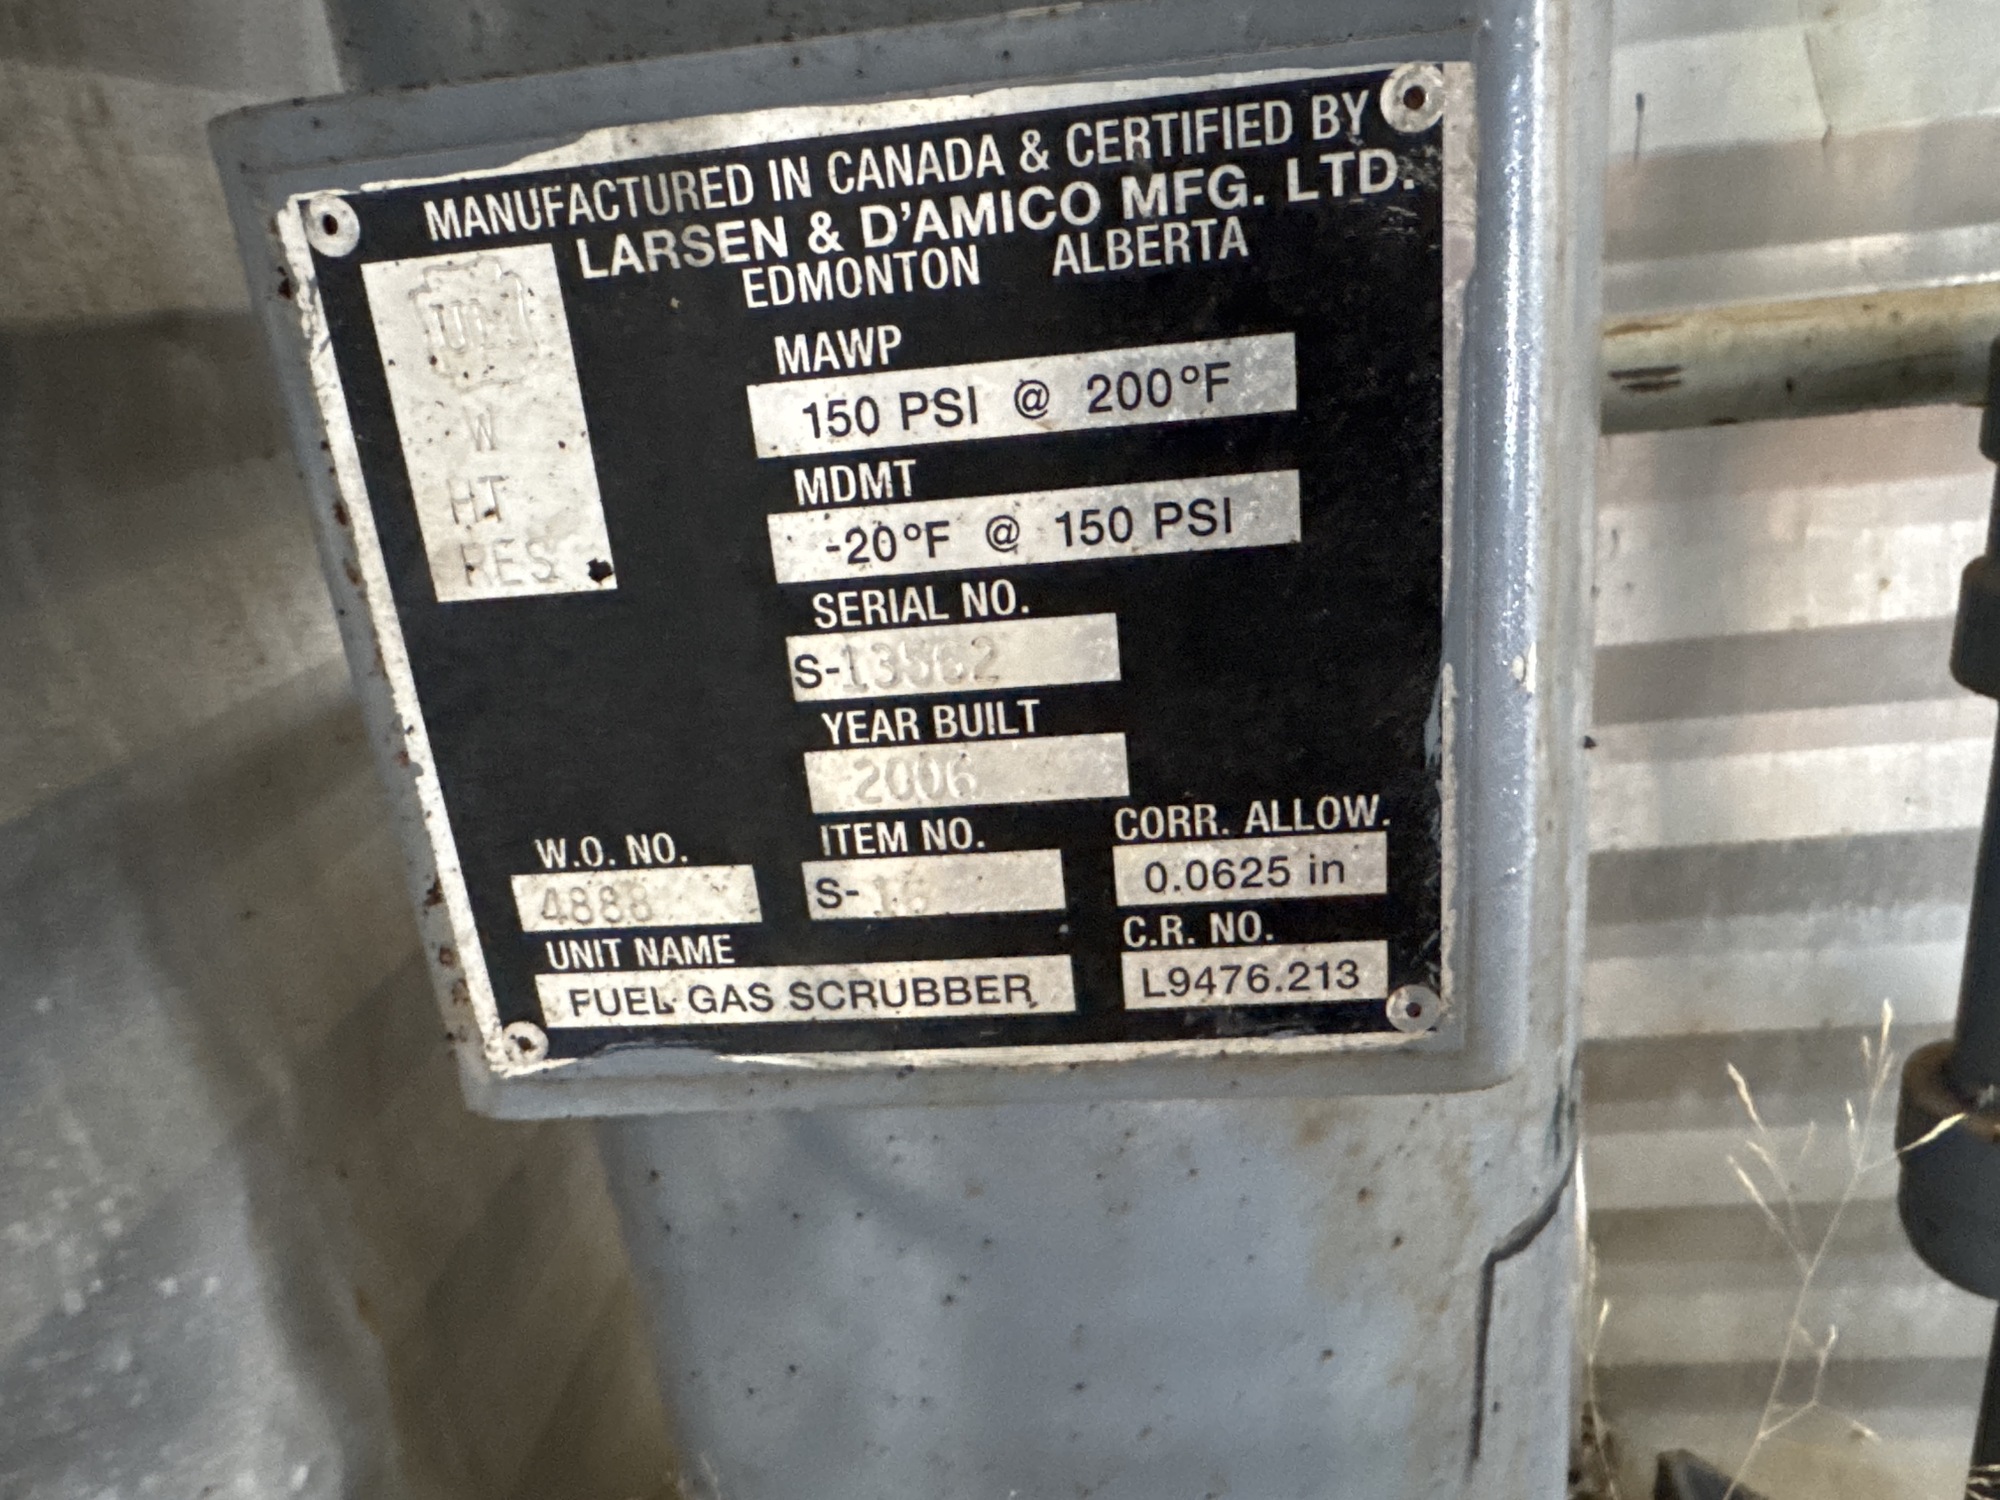 MANUFACTURED IN CANADA & CERTIFIED BY
LARSEN & D'AMICO MFG. LTD.
EDMONTON ALBERTA
UM
W
HT
RES
MAWP
150 PSI @ 200°F
MDMT
-20°F @ 150 PSI
SERIAL NO.
S-13562
YEAR BUILT
2006
W.O. NO.
4888
ITEM NO.
S-
CORR. ALLOW.
0.0625 in
UNIT NAME
FUEL GAS SCRUBBER
C.R. NO.
L9476.213